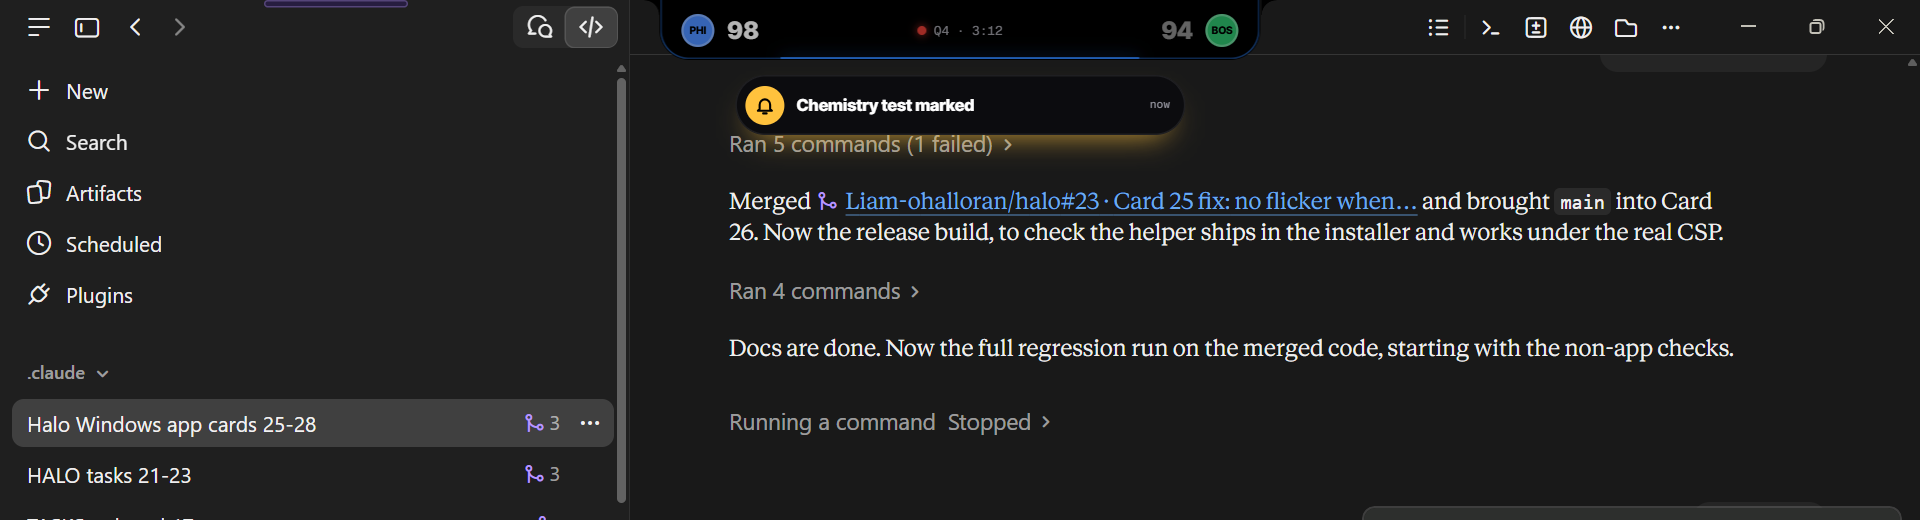 PHI 98 Q4 · 3:12 94 BOS
New
Search
Artifacts
Scheduled
Plugins
.claude
Halo Windows app cards 25-28 3
HALO tasks 21-23 3
Chemistry test marked now
Ran 5 commands (1 failed)
Merged Liam-ohalloran/halo#23 · Card 25 fix: no flicker when... and brought main into Card
26. Now the release build, to check the helper ships in the installer and works under the real CSP.
Ran 4 commands
Docs are done. Now the full regression run on the merged code, starting with the non-app checks.
Running a command Stopped